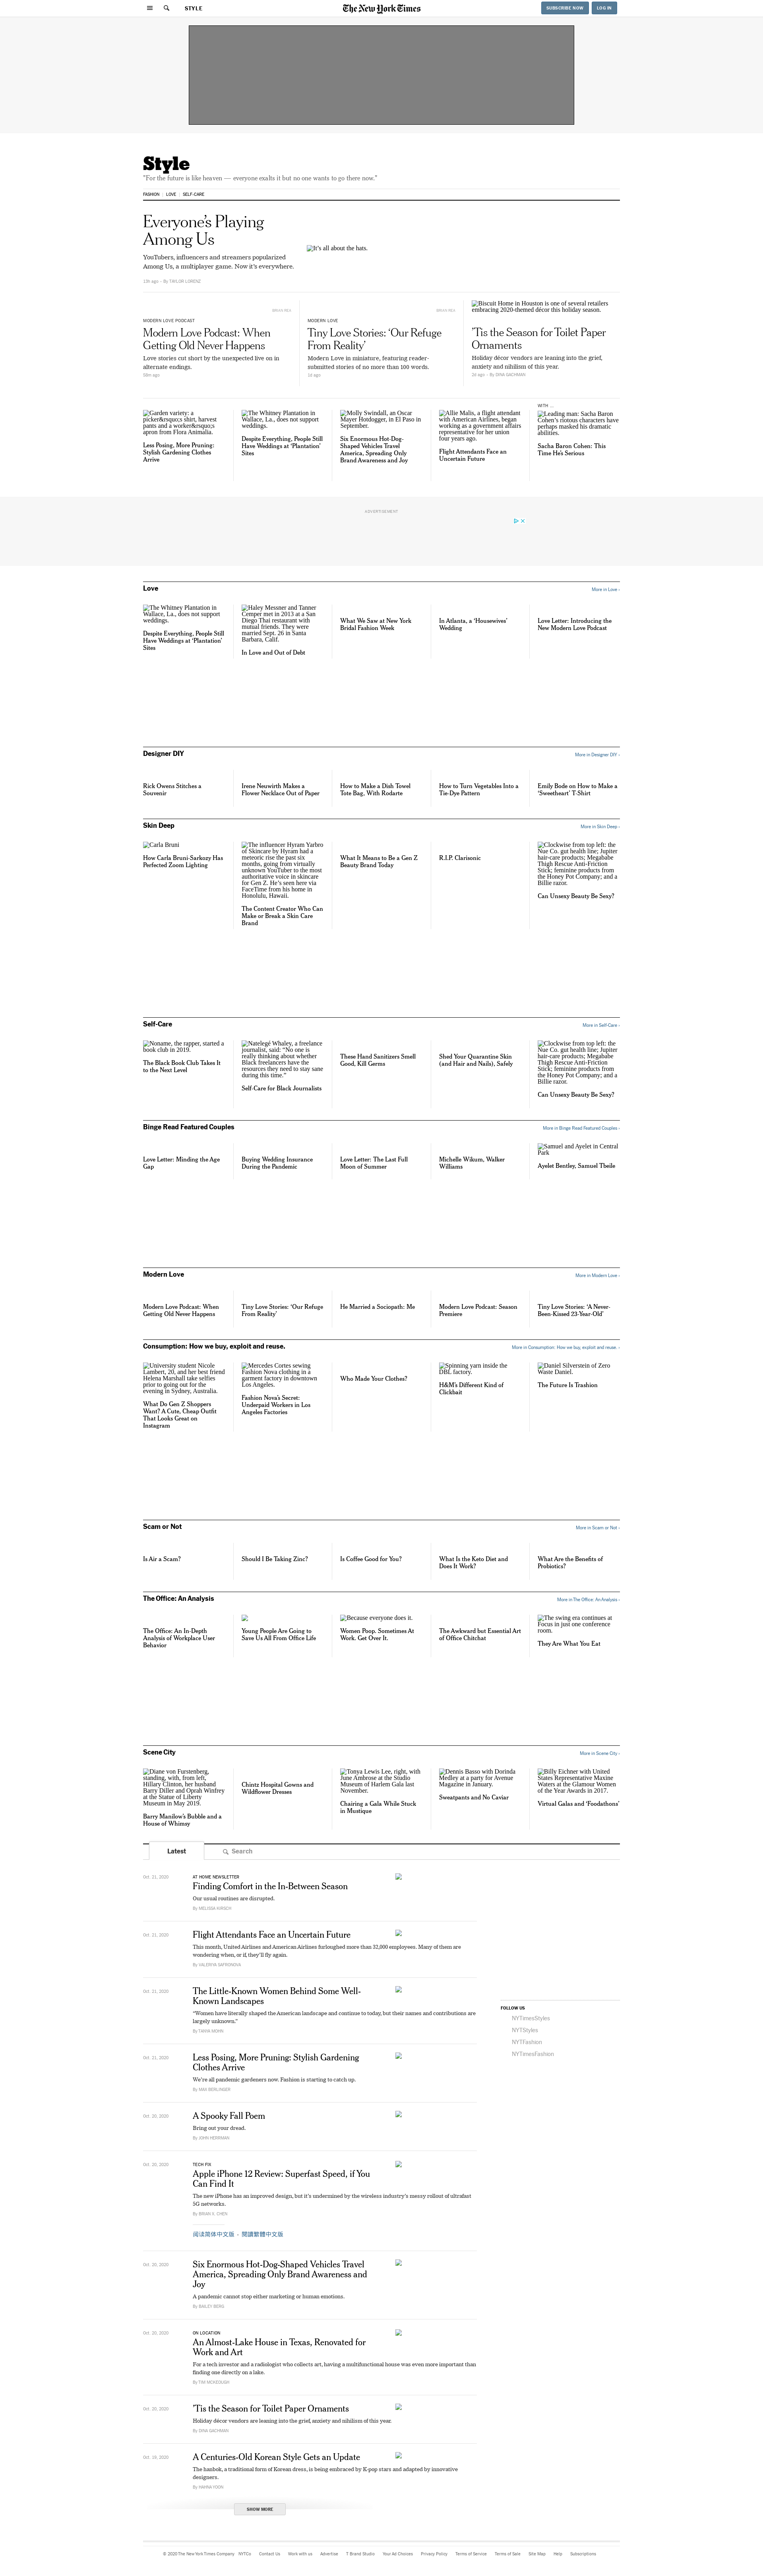 STYLE
The New York Times
SUBSCRIBE NOW
LOG IN
Style
"For the future is like heaven — everyone exalts it but no one wants to go there now."
FASHION
LOVE
SELF-CARE
Everyone's Playing
Among Us
YouTubers, influencers and streamers popularized
Among Us, a multiplayer game. Now it's everywhere.
13h ago · By TAYLOR LORENZ
It's all about the hats.
MODERN LOVE PODCAST
Modern Love Podcast: When
Getting Old Never Happens
Love stories cut short by the unexpected live on in
alternate endings.
MODERN LOVE
Tiny Love Stories: 'Our Refuge
From Reality'
Modern Love in miniature, featuring reader-
submitted stories of no more than 100 words.
1d ago
Biscuit Home in Houston is one of several retailers
embracing 2020-themed décor this holiday season.
'Tis the Season for Toilet Paper
Ornaments
Holiday décor vendors are leaning into the grief,
anxiety and nihilism of this year.
2d ago · By GINA GACHMAN
Garden variety: a
picker&rsquo;s shirt, harvest
pants and a worker&rsquo;s
apron from Flora Animalia.
Less Posing, More Pruning:
Stylish Gardening Clothes
Arrive
The Whitney Plantation in
Wallace, La., does not support
weddings.
Despite Everything, People Still
Have Weddings at 'Plantation'
Sites
Molly Swindall, an Oscar
Mayer Hotdogger, in El Paso in
September.
Six Enormous Hot-Dog-
Shaped Vehicles Travel
America, Spreading Only
Brand Awareness and Joy
Allie Malis, a flight attendant
with American Airlines, began
working as a government affairs
representative for her union
four years ago.
Flight Attendants Face an
Uncertain Future
WITH ...
Leading man: Sacha Baron
Cohen's riotous characters have
perhaps masked his dramatic
abilities.
Sacha Baron Cohen: This
Time He's Serious
ADVERTISEMENT
Love
More in Love ›
The Whitney Plantation in
Wallace, La., does not support
weddings.
Despite Everything, People Still
Have Weddings at 'Plantation'
Sites
Haley Messner and Tanner
Cemper met in 2013 at a San
Diego Thai restaurant with
mutual friends. They were
married Sept. 26 in Santa
Barbara, Calif.
In Love and Out of Debt
What We Saw at New York
Bridal Fashion Week
In Atlanta, a 'Housewives'
Wedding
Love Letter: Introducing the
New Modern Love Podcast
Designer DIY
More in Designer DIY ›
Rick Owens Stitches a
Souvenir
Irene Neuwirth Makes a
Flower Necklace Out of Paper
How to Make a Dish Towel
Tote Bag, With Rodarte
How to Turn Vegetables Into a
Tie-Dye Pattern
Emily Bode on How to Make a
'Sweetheart' T-Shirt
Skin Deep
More in Skin Deep ›
Carla Bruni
How Carla Bruni-Sarkozy Has
Perfected Zoom Lighting
The influencer Hyram Yarbro
of Skincare by Hyram had a
meteoric rise the past six
months, going from virtually
unknown YouTuber to the most
authoritative voice in skincare
for Gen Z. He's seen here via
FaceTime from his home in
Honolulu, Hawaii.
The Content Creator Who Can
Make or Break a Skin Care
Brand
What It Means to Be a Gen Z
Beauty Brand Today
R.I.P. Clarisonic
Clockwise from top left: the
Nue Co. gut health line; Jupiter
hair-care products; Megababe
Thigh Rescue Anti-Friction
Stick; feminine products from
the Honey Pot Company; and a
Billie razor.
Can Unsexy Beauty Be Sexy?
Self-Care
More in Self-Care ›
Noname, the rapper, started a
book club in 2019.
The Black Book Club Takes It
to the Next Level
Natelegé Whaley, a freelance
journalist, said: "No one is
really thinking about whether
Black freelancers have the
resources they need to stay sane
during this time."
Self-Care for Black Journalists
These Hand Sanitizers Smell
Good, Kill Germs
Shed Your Quarantine Skin
(and Hair and Nails), Safely
Clockwise from top left: the
Nue Co. gut health line; Jupiter
hair-care products; Megababe
Thigh Rescue Anti-Friction
Stick; feminine products from
the Honey Pot Company; and a
Billie razor.
Can Unsexy Beauty Be Sexy?
Binge Read Featured Couples
More in Binge Read Featured Couples ›
Love Letter: Minding the Age
Gap
Buying Wedding Insurance
During the Pandemic
Love Letter: The Last Full
Moon of Summer
Michelle Wikum, Walker
Williams
Samuel and Ayelet in Central
Park
Ayelet Bentley, Samuel Theile
Modern Love
More in Modern Love ›
Modern Love Podcast: When
Getting Old Never Happens
Tiny Love Stories: 'Our Refuge
From Reality'
He Married a Sociopath: Me
Modern Love Podcast: Season
Premiere
Tiny Love Stories: 'A Never-
Been-Kissed 23-Year-Old'
Consumption: How we buy, exploit and reuse.
More in Consumption: How we buy, exploit and reuse. ›
University student Nicole
Lambert, 20, and her best friend
Helena Marshall take selfies
prior to going out for the
evening in Sydney, Australia.
What Do Gen Z Shoppers
Want? A Cute, Cheap Outfit
That Looks Great on
Instagram
Mercedes Cortes sewing
Fashion Nova clothing in a
garment factory in downtown
Los Angeles.
Fashion Nova's Secret:
Underpaid Workers in Los
Angeles Factories
Who Made Your Clothes?
Spinning yarn inside the
DBL factory.
H&M's Different Kind of
Clickbait
Daniel Silverstein of Zero
Waste Daniel.
The Future Is Trashion
Scam or Not
More in Scam or Not ›
Is Air a Scam?
Should I Be Taking Zinc?
Is Coffee Good for You?
What Is the Keto Diet and
Does It Work?
What Are the Benefits of
Probiotics?
The Office: An Analysis
More in The Office: An Analysis ›
The Office: An In-Depth
Analysis of Workplace User
Behavior
Young People Are Going to
Save Us All From Office Life
Because everyone does it.
Women Poop. Sometimes At
Work. Get Over It.
The Awkward but Essential Art
of Office Chitchat
The swing era continues at
Focus in just one conference
room.
They Are What You Eat
Scene City
More in Scene City ›
Diane von Furstenberg,
standing, with, from left,
Hillary Clinton, her husband
Barry Diller and Oprah Winfrey
at the Statue of Liberty
Museum in May 2019.
Barry Manilow's Bubble and a
House of Whimsy
Chintz Hospital Gowns and
Wildflower Dresses
Tonya Lewis Lee, right, with
June Ambrose at the Studio
Museum of Harlem Gala last
November.
Chairing a Gala While Stuck
in Mustique
Dennis Basso with Dorinda
Medley at a party for Avenue
Magazine in January.
Sweatpants and No Caviar
Billy Eichner with United
States Representative Maxine
Waters at the Glamour Women
of the Year Awards in 2017.
Virtual Galas and 'Foodathons'
Latest
Search
Oct. 21, 2020
AT HOME NEWSLETTER
Finding Comfort in the In-Between Season
Our usual routines are disrupted.
By MELISSA KIRSCH
Oct. 21, 2020
Flight Attendants Face an Uncertain Future
This month, United Airlines and American Airlines furloughed more than 32,000 employees. Many of them are
wondering when, or if, they'll fly again.
By VALERIYA SAFRONOVA
Oct. 21, 2020
The Little-Known Women Behind Some Well-
Known Landscapes
"Women have literally shaped the American landscape and continue to today, but their names and contributions are
largely unknown."
By TANYA MOHN
Oct. 21, 2020
Less Posing, More Pruning: Stylish Gardening
Clothes Arrive
We're all pandemic gardeners now. Fashion is starting to catch up.
By MAX BERLINGER
Oct. 20, 2020
A Spooky Fall Poem
Bring out your dread.
By JOHN HERRMAN
Oct. 20, 2020
TECH FIX
Apple iPhone 12 Review: Superfast Speed, if You
Can Find It
The new iPhone has an improved design, but it's undermined by the wireless industry's messy rollout of ultrafast
5G networks.
By BRIAN X. CHEN
阅读简体中文版 · 閱讀繁體中文版
Oct. 20, 2020
Six Enormous Hot-Dog-Shaped Vehicles Travel
America, Spreading Only Brand Awareness and
Joy
A pandemic cannot stop either marketing or human emotions.
By BAILEY BERG
Oct. 20, 2020
ON LOCATION
An Almost-Lake House in Texas, Renovated for
Work and Art
For a tech investor and a radiologist who collects art, having a multifunctional house was even more important than
finding one directly on a lake.
By TIM MCKEOUGH
Oct. 20, 2020
'Tis the Season for Toilet Paper Ornaments
Holiday décor vendors are leaning into the grief, anxiety and nihilism of this year.
By GINA GACHMAN
Oct. 19, 2020
A Centuries-Old Korean Style Gets an Update
The hanbok, a traditional form of Korean dress, is being embraced by K-pop stars and adapted by innovative
designers.
By HAHNA YOON
SHOW MORE
FOLLOW US
NYTimesStyles
NYTStyles
NYTFashion
NYTimesFashion
© 2020 The New York Times Company
NYTCo
Contact Us
Work with us
Advertise
T Brand Studio
Your Ad Choices
Privacy Policy
Terms of Service
Terms of Sale
Site Map
Help
Subscriptions